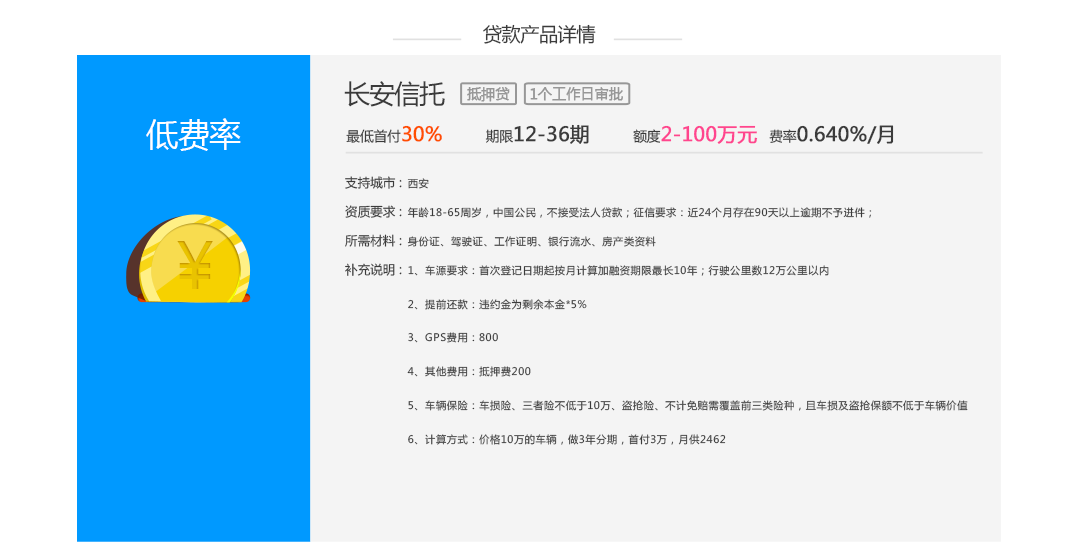 贷款产品详情
低费率
¥
长安信托 抵押贷 1个工作日审批
最低首付30% 期限12-36期 额度2-100万元 费率0.640%/月
支持城市：西安
资质要求：年龄18-65周岁，中国公民，不接受法人贷款；征信要求：近24个月存在90天以上逾期不予进件；
所需材料：身份证、驾驶证、工作证明、银行流水、房产类资料
补充说明：1、车源要求：首次登记日期起按月计算加融资期限最长10年；行驶公里数12万公里以内
2、提前还款：违约金为剩余本金*5%
3、GPS费用：800
4、其他费用：抵押费200
5、车辆保险：车损险、三者险不低于10万、盗抢险、不计免赔需覆盖前三类险种，且车损及盗抢保额不低于车辆价值
6、计算方式：价格10万的车辆，做3年分期，首付3万，月供2462